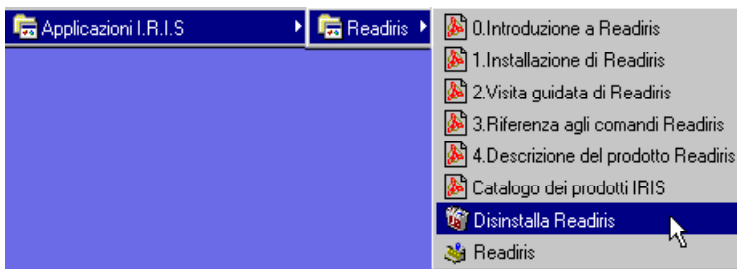 Applicazioni I.R.I.S
Readiris
0.Introduzione a Readiris
1.Installazione di Readiris
2.Visita guidata di Readiris
3.Riferenza agli comandi Readiris
4.Descrizione del prodotto Readiris
Catalogo dei prodotti IRIS
Disinstalla Readiris
Readiris